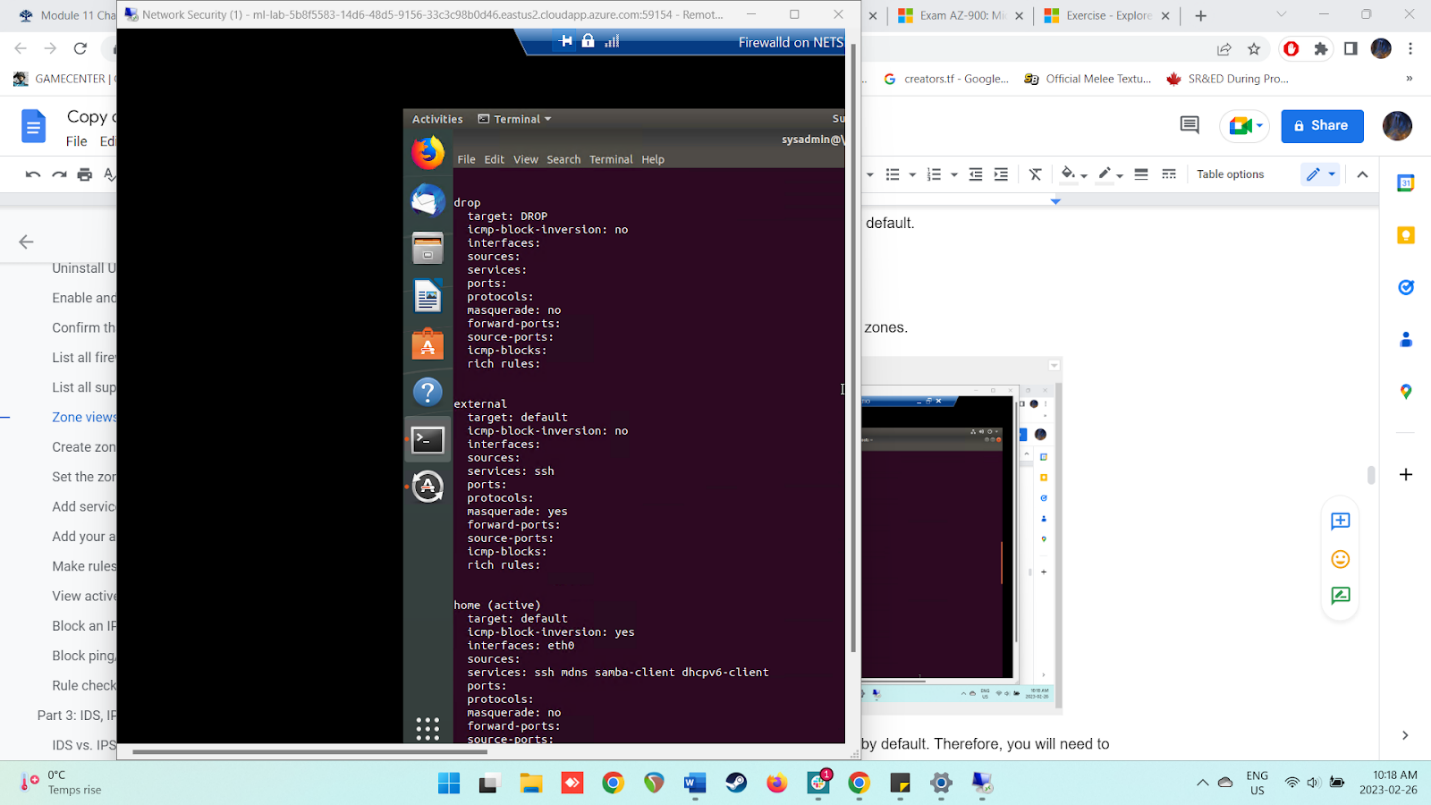 Module 11 Cha
Network Security (1) - ml-lab-5b8f5583-14d6-48d5-9156-33c3c98b0d46.eastus2.cloudapp.azure.com:59154 - Remot...
Exam AZ-900: Mi
Exercise - Explore
GAMECENTER |
creators.tf - Google...
Official Melee Textu...
SR&ED During Pro...
Firewalld on NETS
Copy
File
Edi
Share
Table options
31
Uninstall U
Enable and
Confirm th
List all fire
List all sup
Zone views
Create zon
Set the zor
Add servic
Add your a
Make rules
View active
Block an IP
Block ping,
Rule check
Part 3: IDS, IP
IDS vs. IPS
Activities
Terminal
Su
sysadmin@
File Edit View Search Terminal Help
drop
target: DROP
icmp-block-inversion: no
interfaces:
sources:
services:
ports:
protocols:
masquerade: no
forward-ports:
source-ports:
icmp-blocks:
rich rules:
external
target: default
icmp-block-inversion: no
interfaces:
sources:
services: ssh
ports:
protocols:
masquerade: yes
forward-ports:
source-ports:
icmp-blocks:
rich rules:
home (active)
target: default
icmp-block-inversion: yes
interfaces: eth0
sources:
services: ssh mdns samba-client dhcpv6-client
ports:
protocols:
masquerade: no
forward-ports:
source-ports:
default.
zones.
by default. Therefore, you will need to
0°C
Temps rise
1
ENG
US
10:18 AM
2023-02-26